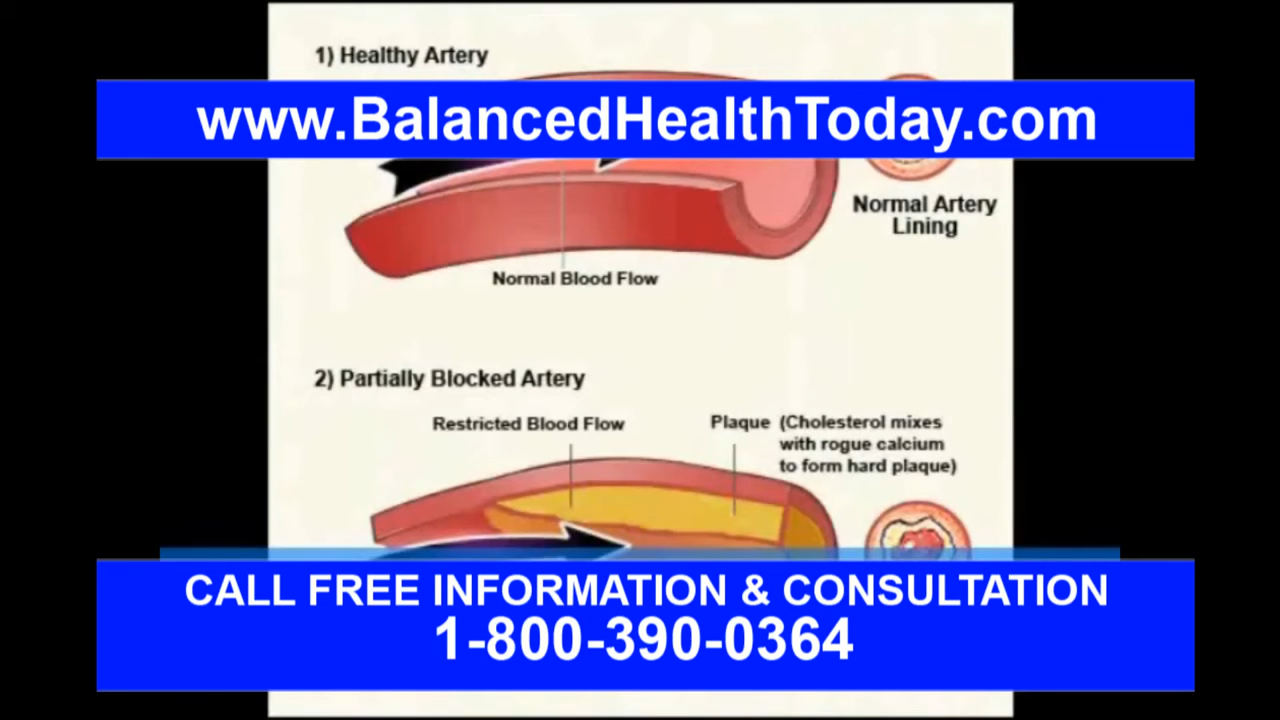 1) Healthy Artery
www.BalancedHealthToday.com
Normal Artery
Lining
Normal Blood Flow
2) Partially Blocked Artery
Restricted Blood Flow
Plaque (Cholesterol mixes
with rogue calcium
to form hard plaque)
CALL FREE INFORMATION & CONSULTATION
1-800-390-0364